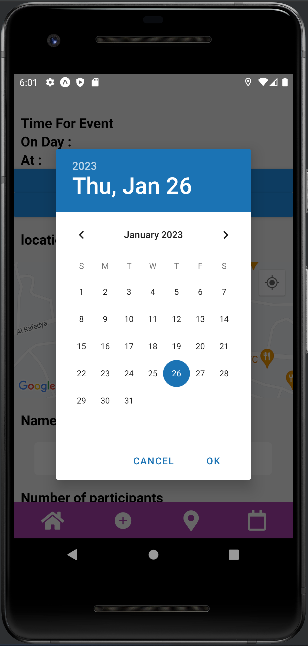 6:01
Time For Event
On Day :
At :
2023
Thu, Jan 26
locatio
January 2023
S M T W T F S
1 2 3 4 5 6 7
8 9 10 11 12 13 14
15 16 17 18 19 20 21
22 23 24 25 26 27 28
29 30 31
Google
C
Name
CANCEL OK
Number of participants